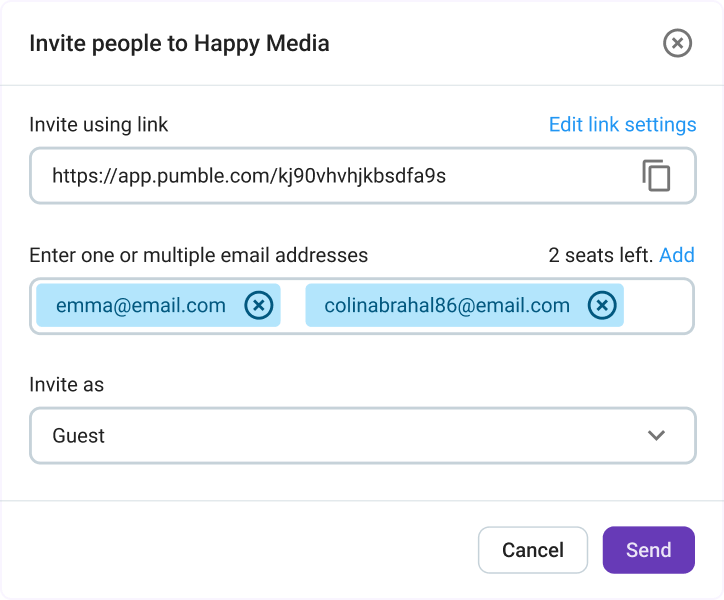 Invite people to Happy Media
Invite using link Edit link settings
https://app.pumble.com/kj90vhvhjkbsdfa9s
Enter one or multiple email addresses 2 seats left. Add
emma@email.com colinabrahal86@email.com
Invite as
Guest
Cancel Send